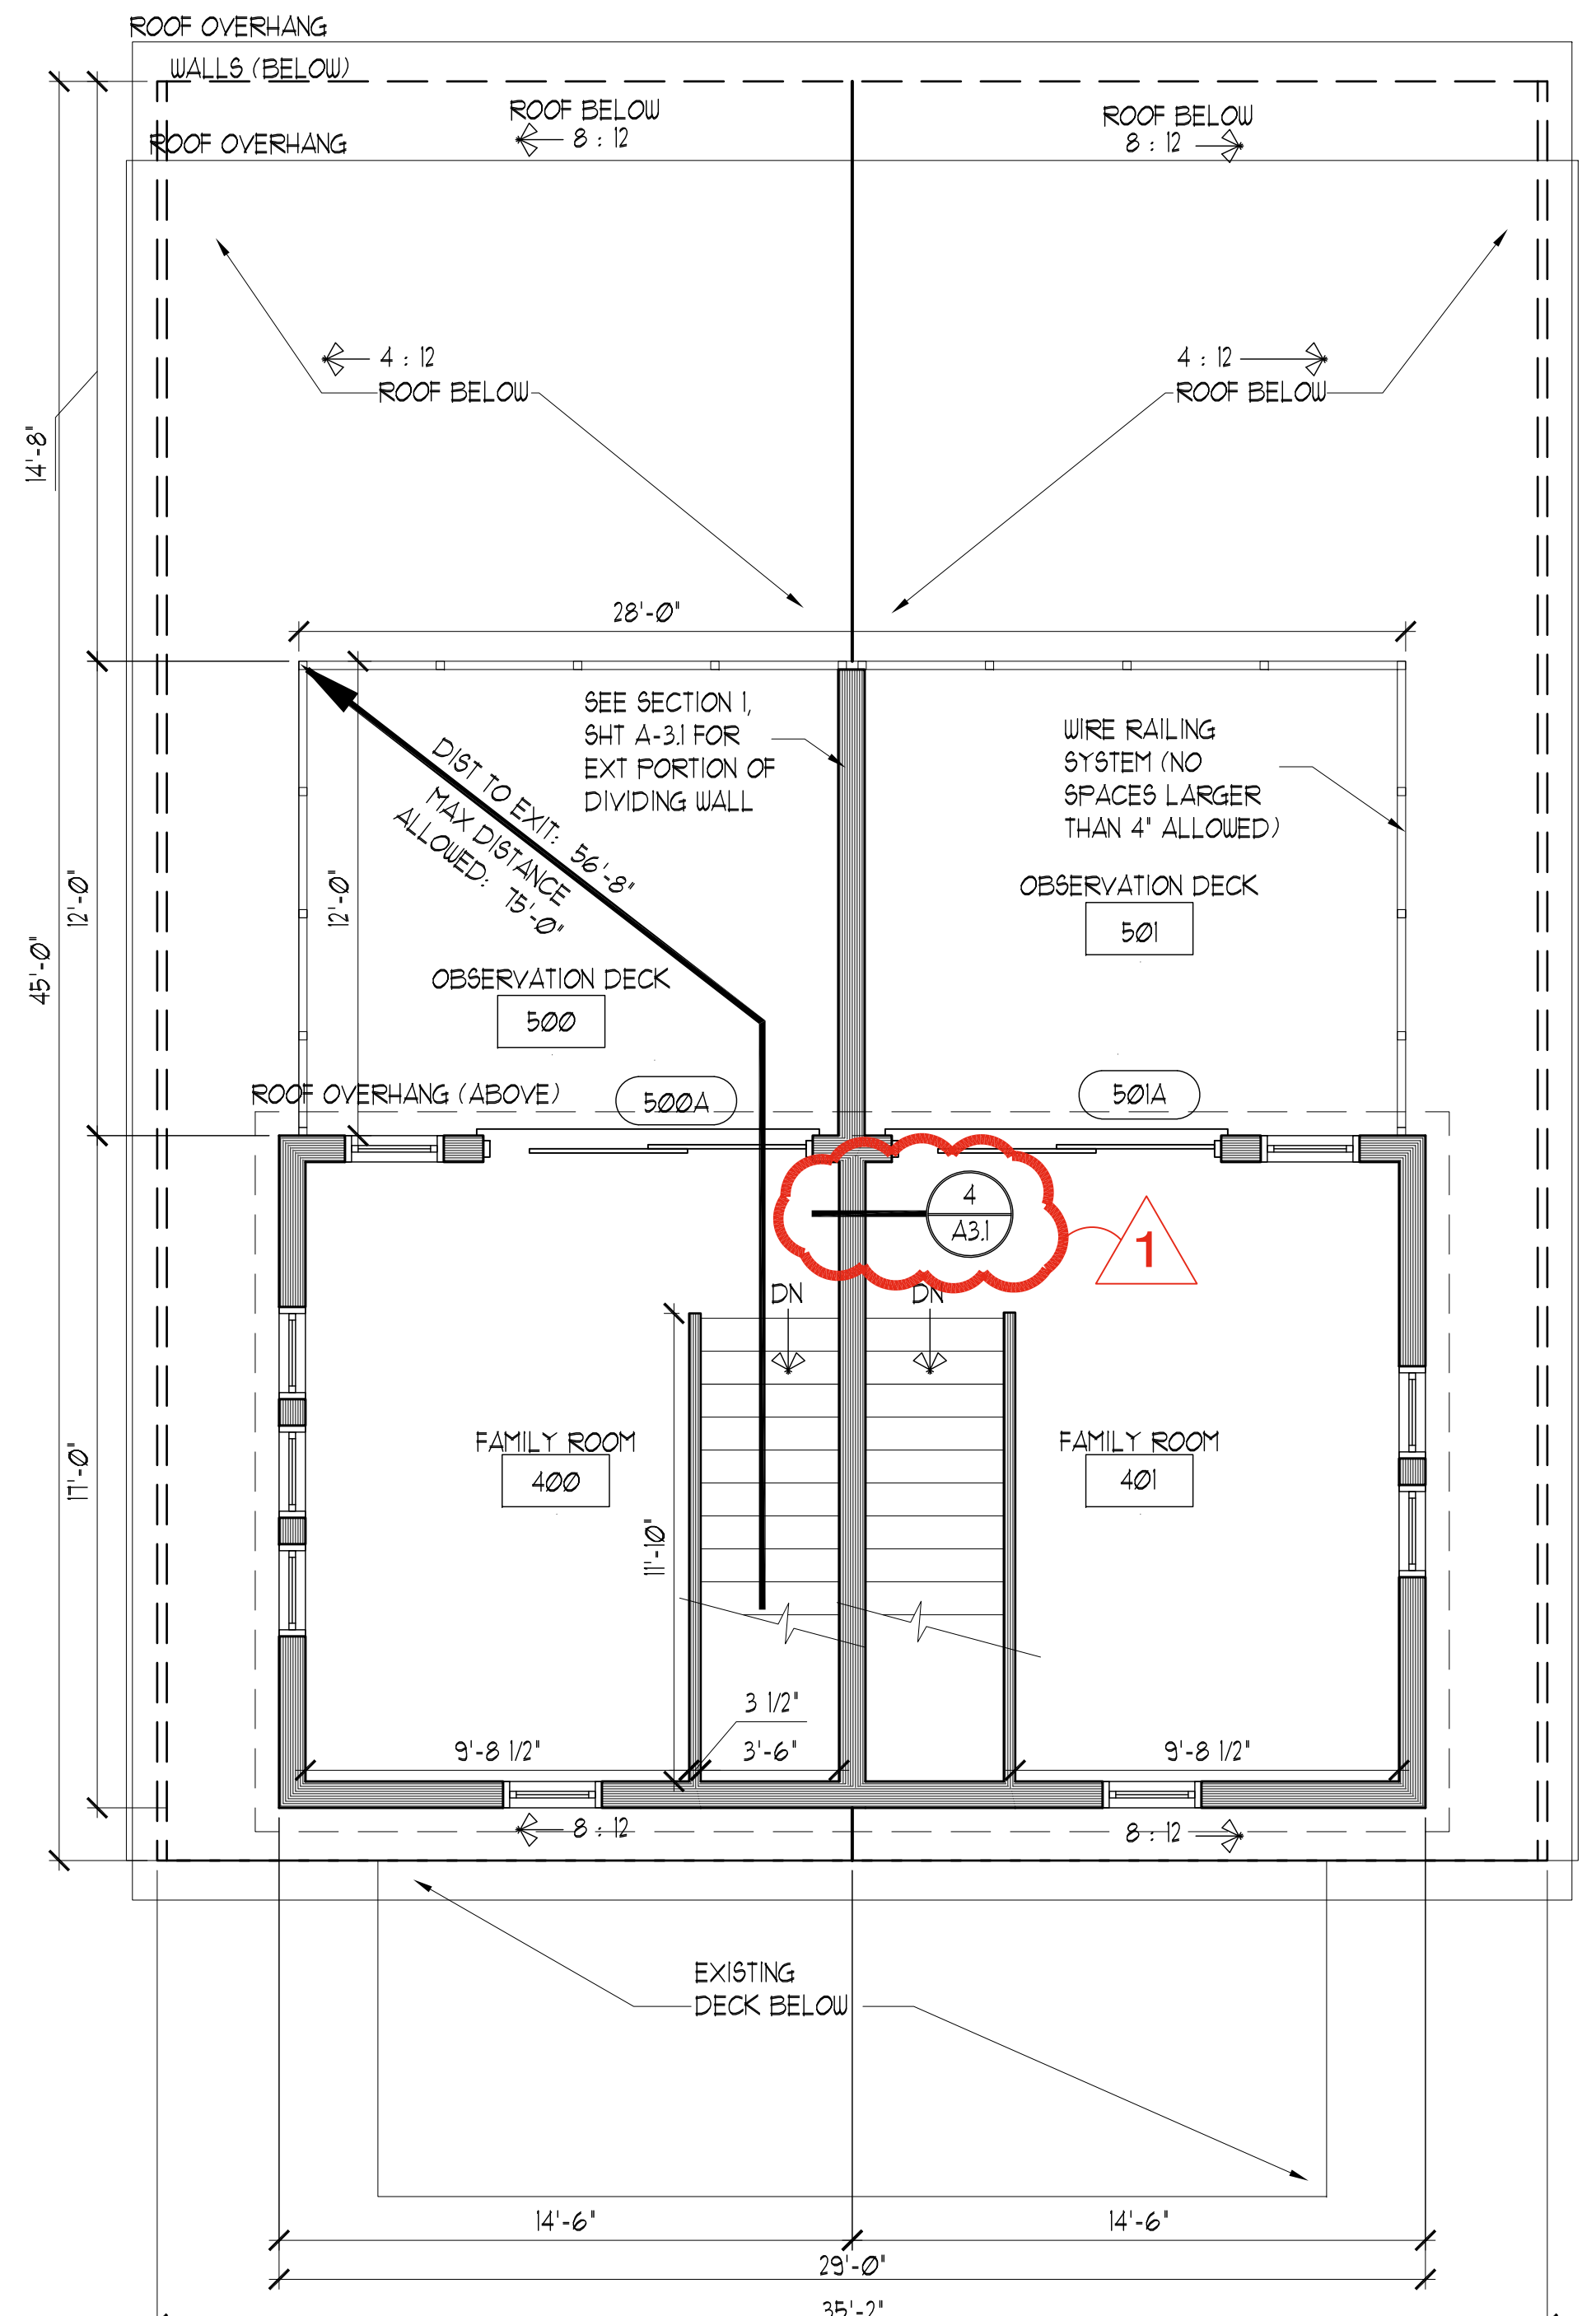 ROOF OVERHANG
WALLS (BELOW)
ROOF BELOW
8 : 12
ROOF BELOW
8 : 12
ROOF OVERHANG
4 : 12
ROOF BELOW
4 : 12
ROOF BELOW
14'-8"
28'-0"
SEE SECTION 1,
SHT A-3.1 FOR
EXT PORTION OF
DIVIDING WALL
WIRE RAILING
SYSTEM (NO
SPACES LARGER
THAN 4" ALLOWED)
DIST TO EXIT: 56'-8"
MAX DISTANCE
ALLOWED: 75'-0"
12'-0"
12'-0"
45'-0"
OBSERVATION DECK
501
OBSERVATION DECK
500
ROOF OVERHANG (ABOVE)
500A
501A
4
A3.1
1
DN
DN
FAMILY ROOM
400
FAMILY ROOM
401
17'-0"
11'-10"
3 1/2"
9'-8 1/2"
3'-6"
9'-8 1/2"
8 : 12
8 : 12
EXISTING
DECK BELOW
14'-6"
14'-6"
29'-0"
35'-2"